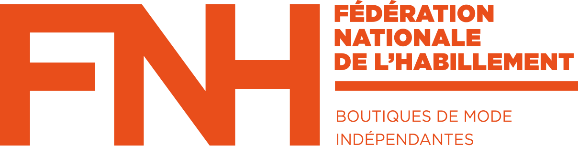 FNH
FÉDÉRATION
NATIONALE
DE L'HABILLEMENT
BOUTIQUES DE MODE
INDÉPENDANTES